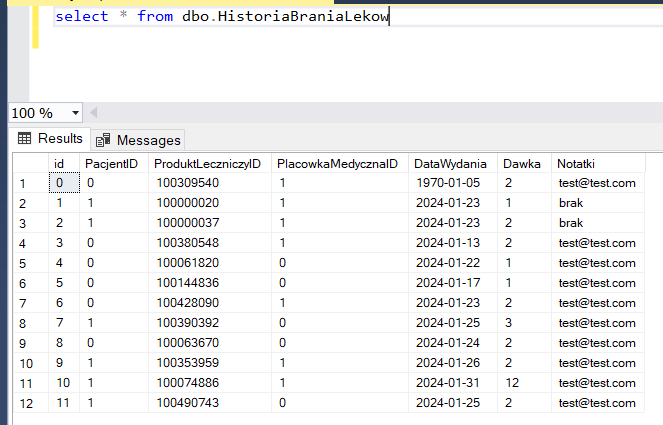 select * from dbo.HistoriaBraniaLekow
100 %
Results Messages
id PacjentID ProduktLeczniczyID PlacowkaMedycznaID DataWydania Dawka Notatki
1 0 0 100309540 1 1970-01-05 2 test@test.com
2 1 1 100000020 1 2024-01-23 1 brak
3 2 1 100000037 1 2024-01-23 2 brak
4 3 0 100380548 1 2024-01-13 2 test@test.com
5 4 0 100061820 0 2024-01-22 1 test@test.com
6 5 0 100144836 0 2024-01-17 1 test@test.com
7 6 0 100428090 1 2024-01-23 2 test@test.com
8 7 1 100390392 0 2024-01-25 3 test@test.com
9 8 0 100063670 0 2024-01-24 2 test@test.com
10 9 1 100353959 1 2024-01-26 2 test@test.com
11 10 1 100074886 1 2024-01-31 12 test@test.com
12 11 1 100490743 0 2024-01-25 2 test@test.com